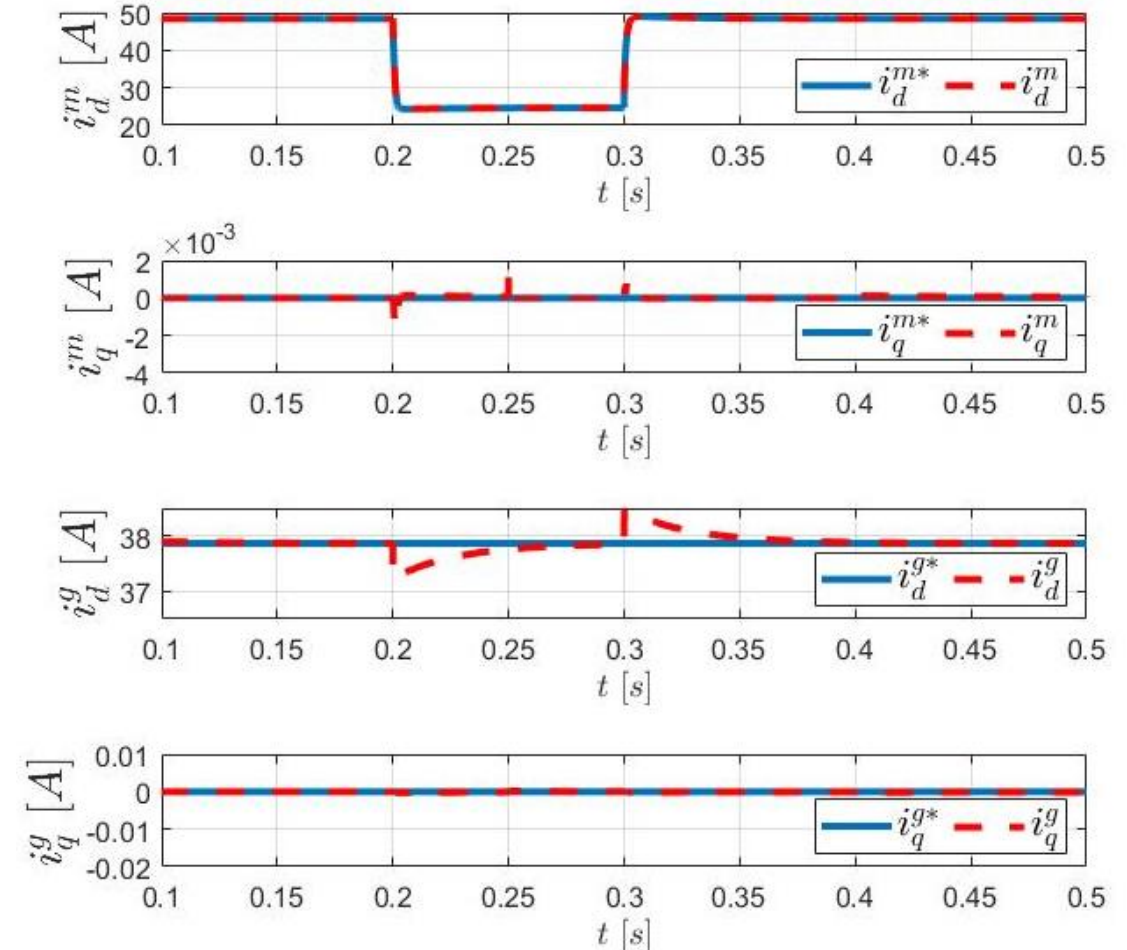 i_d^m [A]
50
40
30
20
i_d^{m*} i_d^m
0.1 0.15 0.2 0.25 0.3 0.35 0.4 0.45 0.5
t [s]
×10^{-3}
i_q^m [A]
2
0
-2
-4
i_q^{m*} i_q^m
0.1 0.15 0.2 0.25 0.3 0.35 0.4 0.45 0.5
t [s]
i_d^g [A]
38
37
i_d^{g*} i_d^g
0.1 0.15 0.2 0.25 0.3 0.35 0.4 0.45 0.5
t [s]
i_q^g [A]
0.01
0
-0.01
-0.02
i_q^{g*} i_q^g
0.1 0.15 0.2 0.25 0.3 0.35 0.4 0.45 0.5
t [s]